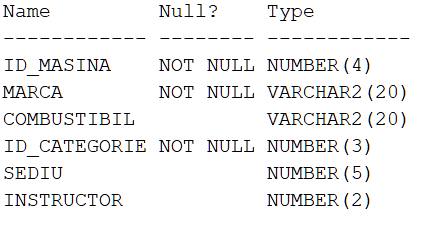 Name         Null?    Type
------------ -------- ------------
ID_MASINA    NOT NULL NUMBER(4)
MARCA        NOT NULL VARCHAR2(20)
COMBUSTIBIL           VARCHAR2(20)
ID_CATEGORIE NOT NULL NUMBER(3)
SEDIU                 NUMBER(5)
INSTRUCTOR            NUMBER(2)